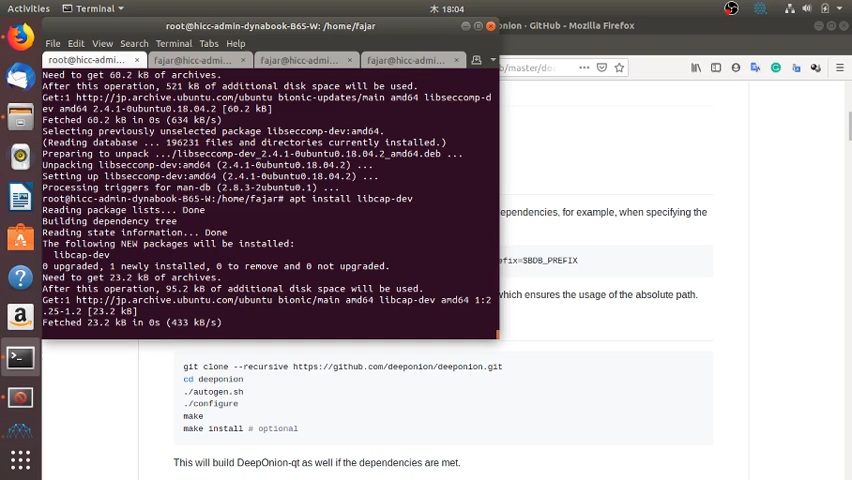 Activities
Terminal
木 18:04
root@hicc-admin-dynabook-B65-W: /home/fajar
deeponion · GitHub - Mozilla Firefox
File Edit View Search Terminal Tabs Help
root@hicc-admi... × fajar@hicc-admi... × fajar@hicc-admi... × fajar@hicc-admi... ×
Need to get 60.2 kB of archives.
After this operation, 521 kB of additional disk space will be used.
Get:1 http://jp.archive.ubuntu.com/ubuntu bionic-updates/main amd64 libseccomp-d
ev amd64 2.4.1-0ubuntu0.18.04.2 [60.2 kB]
Fetched 60.2 kB in 0s (634 kB/s)
Selecting previously unselected package libseccomp-dev:amd64.
(Reading database ... 196231 files and directories currently installed.)
Preparing to unpack .../libseccomp-dev_2.4.1-0ubuntu0.18.04.2_amd64.deb ...
Unpacking libseccomp-dev:amd64 (2.4.1-0ubuntu0.18.04.2) ...
Setting up libseccomp-dev:amd64 (2.4.1-0ubuntu0.18.04.2) ...
Processing triggers for man-db (2.8.3-2ubuntu0.1) ...
root@hicc-admin-dynabook-B65-W:/home/fajar# apt install libcap-dev
Reading package lists... Done
Building dependency tree
Reading state information... Done
The following NEW packages will be installed:
libcap-dev
0 upgraded, 1 newly installed, 0 to remove and 0 not upgraded.
Need to get 23.2 kB of archives.
After this operation, 95.2 kB of additional disk space will be used.
Get:1 http://jp.archive.ubuntu.com/ubuntu bionic/main amd64 libcap-dev amd64 1:2
.25-1.2 [23.2 kB]
Fetched 23.2 kB in 0s (433 kB/s)
ependencies, for example, when specifying the
efix=$BDB_PREFIX
which ensures the usage of the absolute path.
git clone --recursive https://github.com/deeponion/deeponion.git
cd deeponion
./autogen.sh
./configure
make
make install # optional
This will build DeepOnion-qt as well if the dependencies are met.